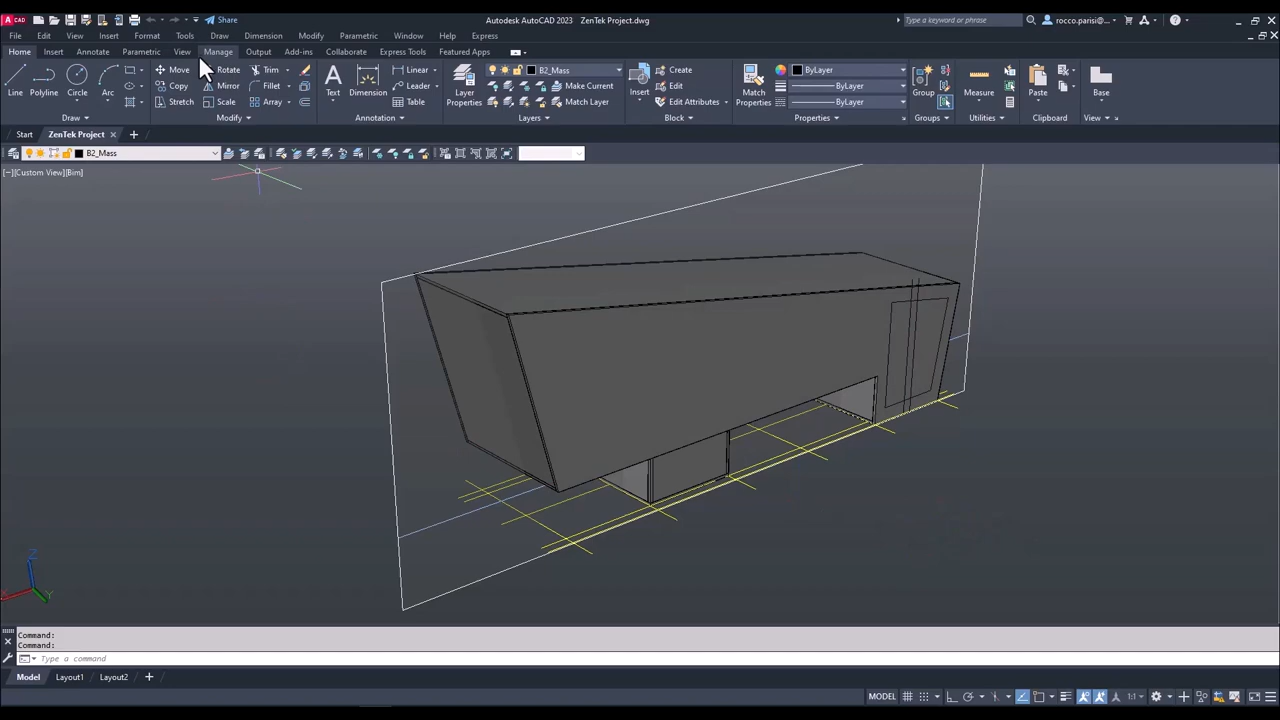 CAD
Share
Autodesk AutoCAD 2023 ZenTek Project.dwg
Type a keyword or phrase
rocco.parisi@...
File Edit View Insert Format Tools Draw Dimension Modify Parametric Window Help Express
Home Insert Annotate Parametric View Manage Output Add-ins Collaborate Express Tools Featured Apps
Line Polyline Circle Arc
Draw
Move Rotate Trim
Copy Mirror Fillet
Stretch Scale Array
Modify
Text Dimension
Linear
Leader
Table
Annotation
Layer Properties
B2_Mass
Make Current
Match Layer
Layers
Insert
Create
Edit
Edit Attributes
Block
Match Properties
ByLayer
ByLayer
ByLayer
Properties
Group
Groups
Measure
Utilities
Paste
Clipboard
Base
View
Start ZenTek Project
B2_Mass
[−][Custom View][Bim]
Z
X
Y
Command:
Command:
Type a command
Model Layout1 Layout2
MODEL
1:1